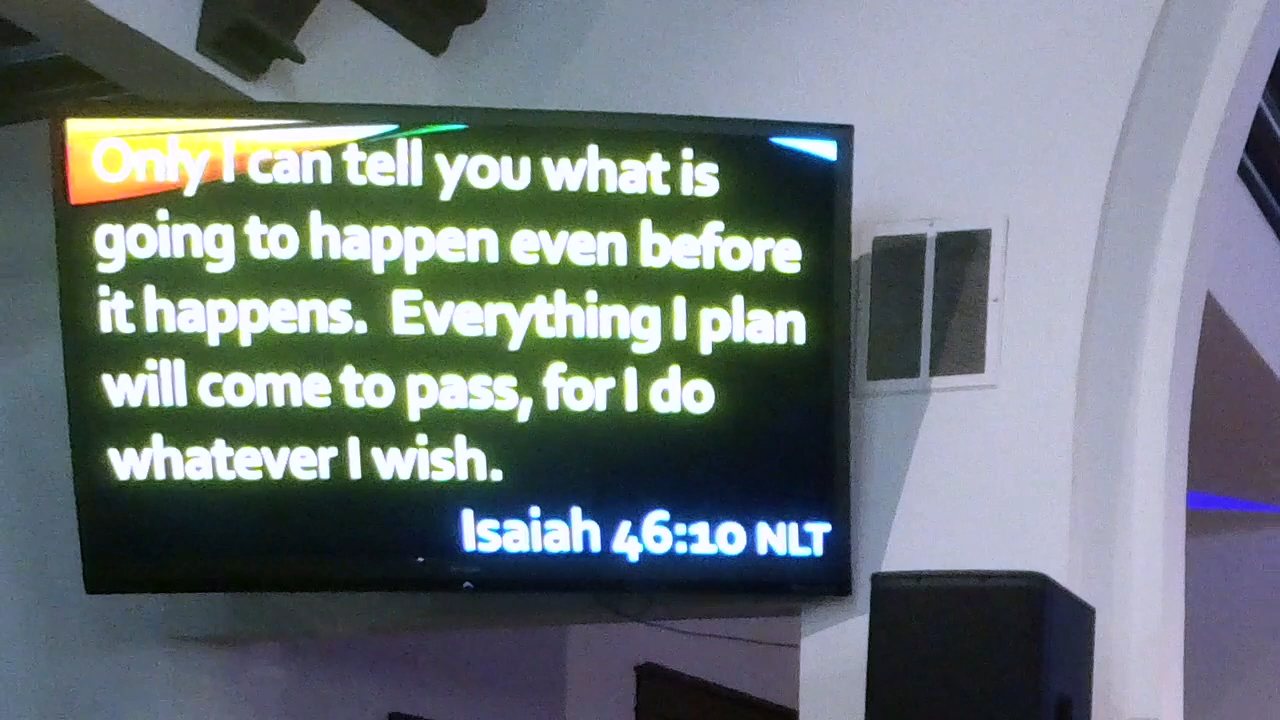 Only I can tell you what is
going to happen even before
it happens. Everything I plan
will come to pass, for I do
whatever I wish.
Isaiah 46:10 NLT